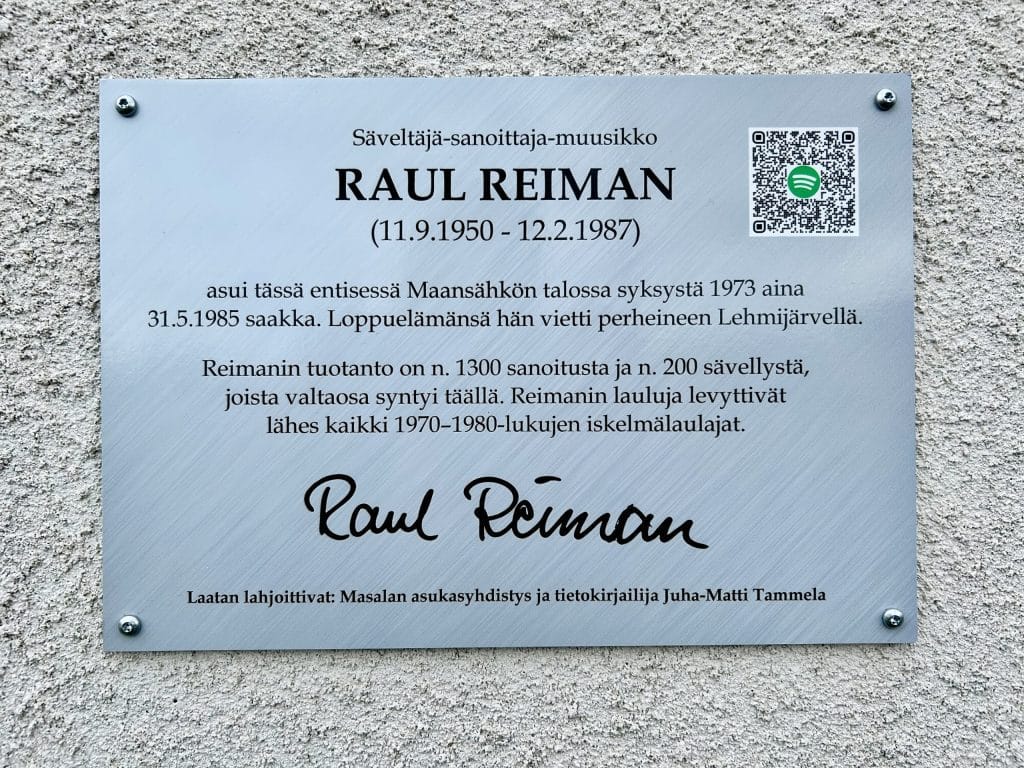 Säveltäjä-sanoittaja-muusikko
RAUL REIMAN
(11.9.1950 - 12.2.1987)
asui tässä entisessä Maansähkön talossa syksystä 1973 aina
31.5.1985 saakka. Loppuelämänsä hän vietti perheineen Lehmijärvellä.
Reimanin tuotanto on n. 1300 sanoitusta ja n. 200 sävellystä,
joista valtaosa syntyi täällä. Reimanin lauluja levyttivät
lähes kaikki 1970–1980-lukujen iskelmälaulajat.
Raul Reiman
Laatan lahjoittivat: Masalan asukasyhdistys ja tietokirjailija Juha-Matti Tammela